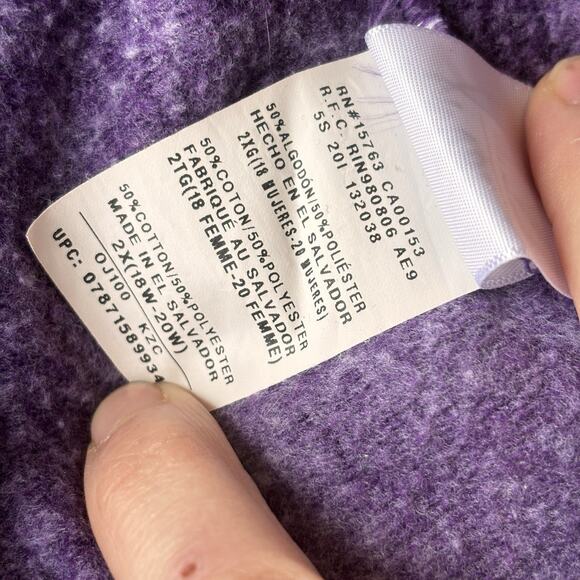 RN#15763 CA00153
R.F.C. RIN980806 AE9
5S 20/ 132038
50%ALGODÓN/50%POLIÉSTER
HECHO EN EL SALVADOR
2XG(18 MUJERES-20 MUJERES)
50%COTON/50%POLYESTER
FABRIQUÉ AU SALVADOR
2TG(18 FEMME-20 FEMME)
50%COTTON/50%POLYESTER
MADE IN EL SALVADOR
2X(18W-20W)
OJ100 KZC
UPC: 07871589934